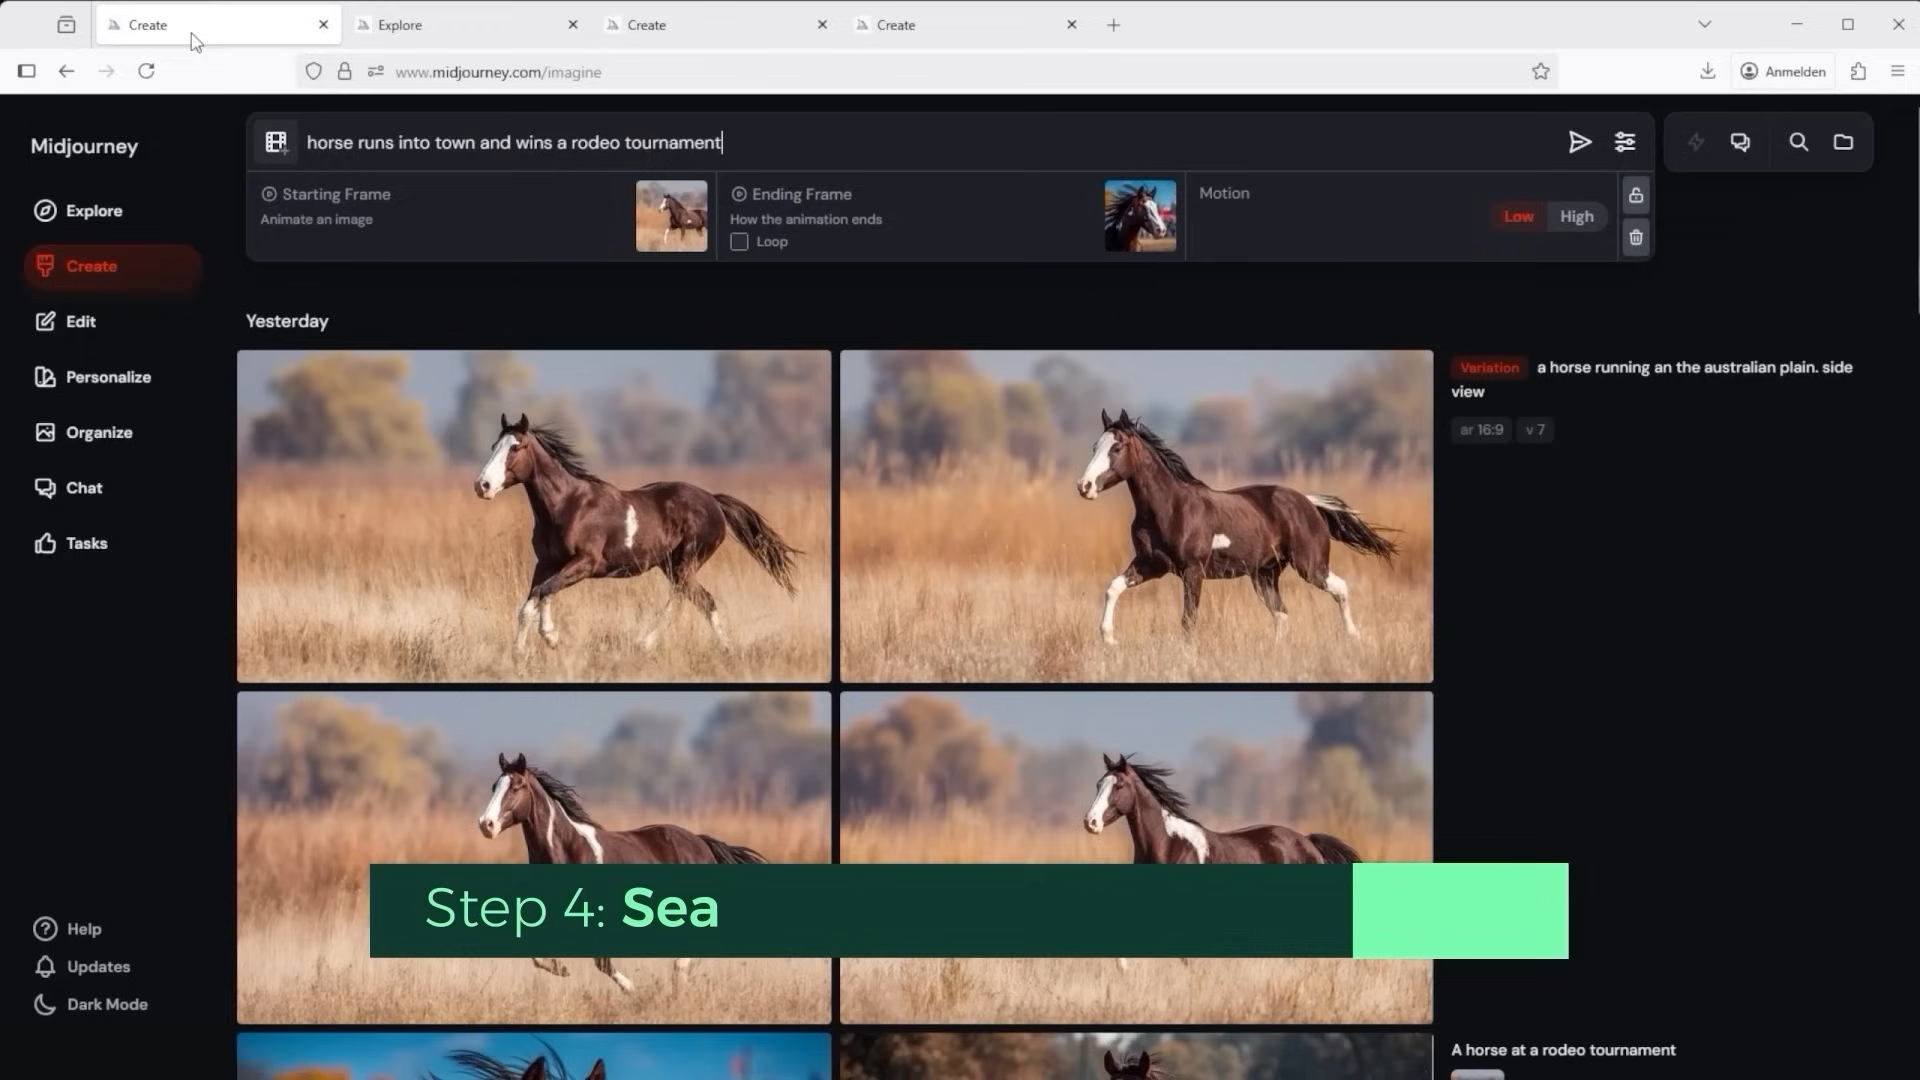 Create
Explore
Create
Create
www.midjourney.com/imagine
Anmelden
Midjourney
horse runs into town and wins a rodeo tournament
Starting Frame
Animate an image
Ending Frame
How the animation ends
Loop
Motion
Low
High
Explore
Create
Edit
Personalize
Organize
Chat
Tasks
Yesterday
Variation a horse running an the australian plain. side
view
ar 16:9
v 7
Step 4: Sea
Help
Updates
Dark Mode
A horse at a rodeo tournament